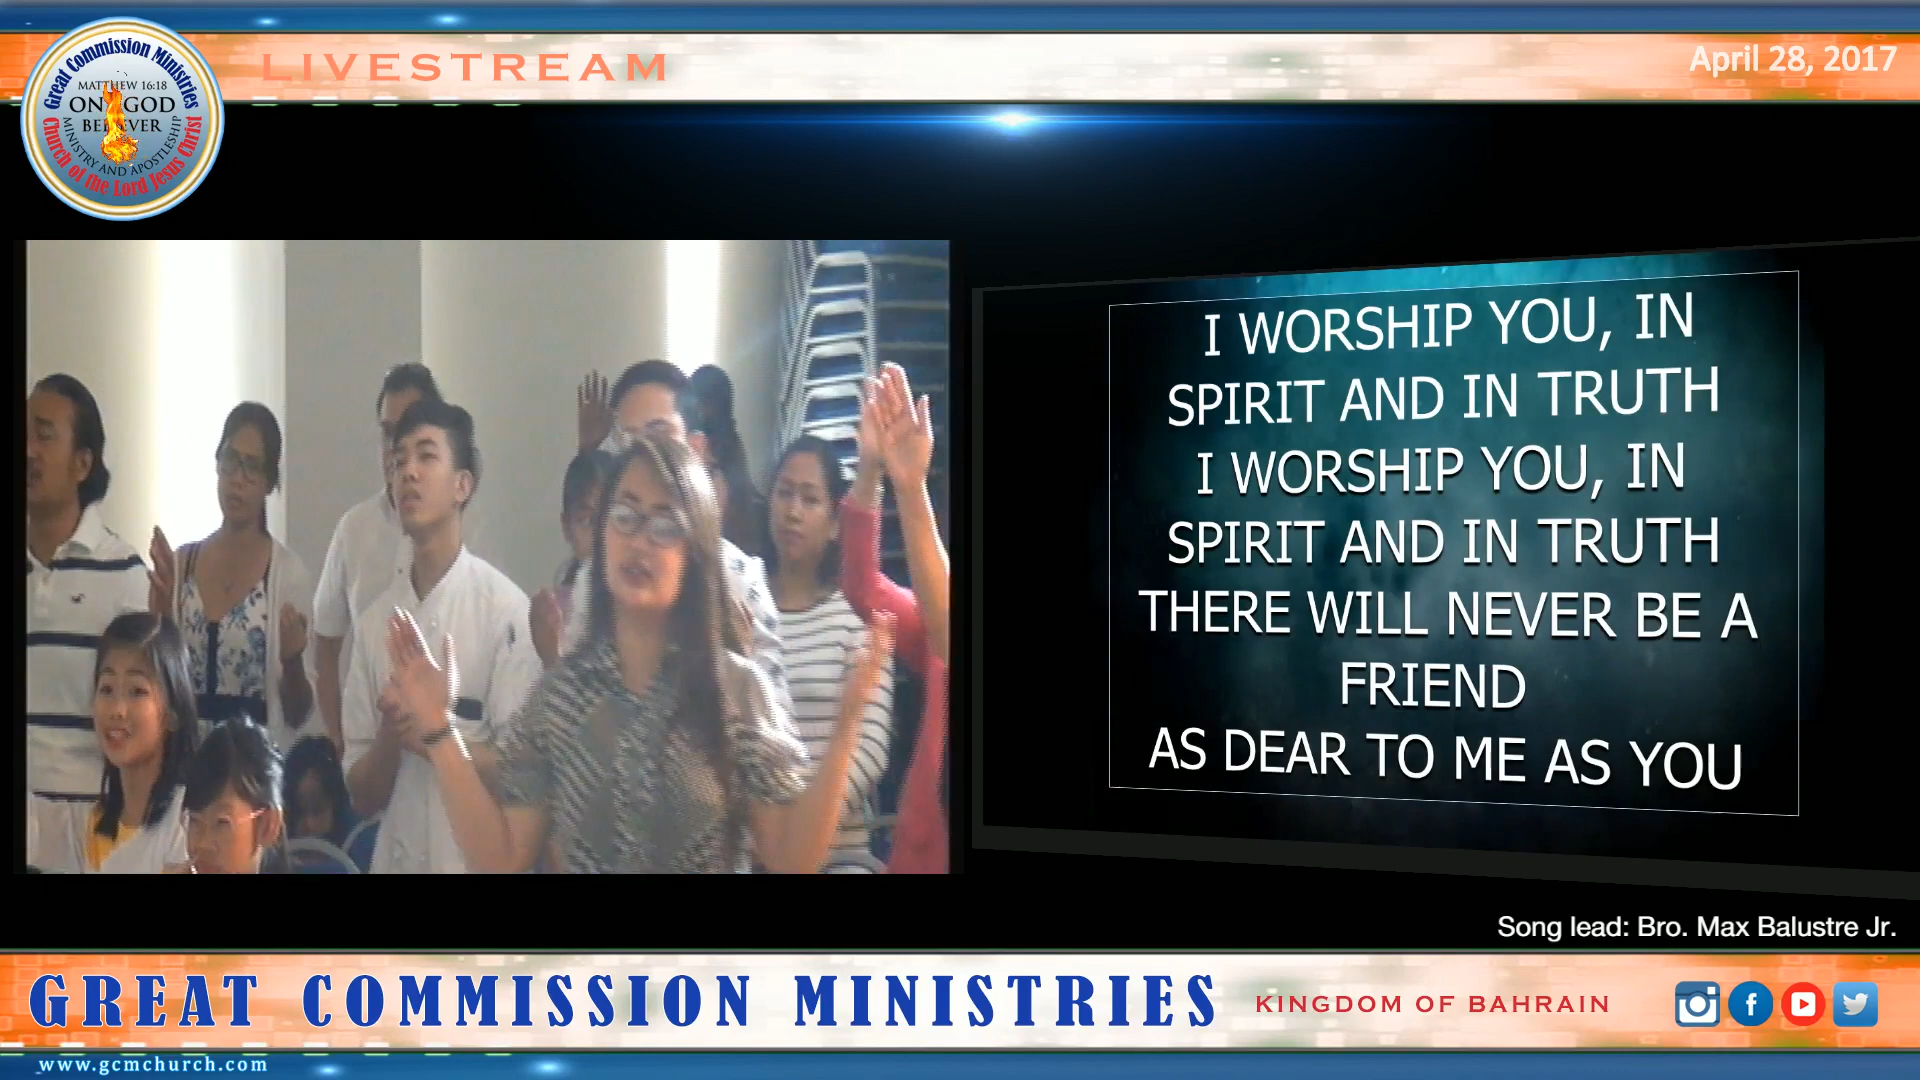 LIVESTREAM
April 28, 2017
Great Commission Ministries
MATTHEW 16:18
ON GOD
BELIEVER
MINISTRY AND APOSTLESHIP
Church of the Lord Jesus Christ
I WORSHIP YOU, IN
SPIRIT AND IN TRUTH
I WORSHIP YOU, IN
SPIRIT AND IN TRUTH
THERE WILL NEVER BE A
FRIEND
AS DEAR TO ME AS YOU
Song lead: Bro. Max Balustre Jr.
GREAT COMMISSION MINISTRIES
KINGDOM OF BAHRAIN
www.gcmchurch.com